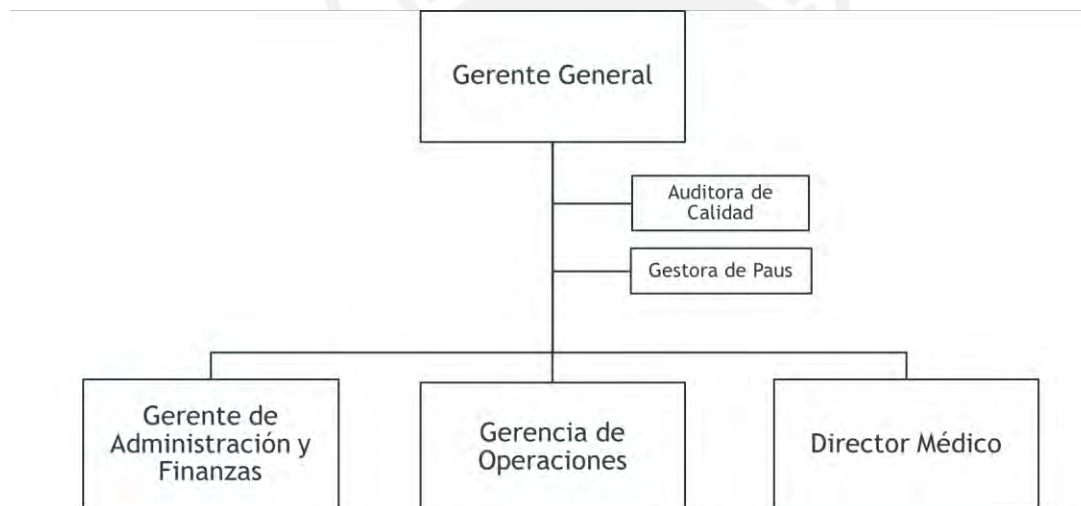 Gerente General
Auditora de
Calidad
Gestora de Paus
Gerente de
Administración y
Finanzas
Gerencia de
Operaciones
Director Médico